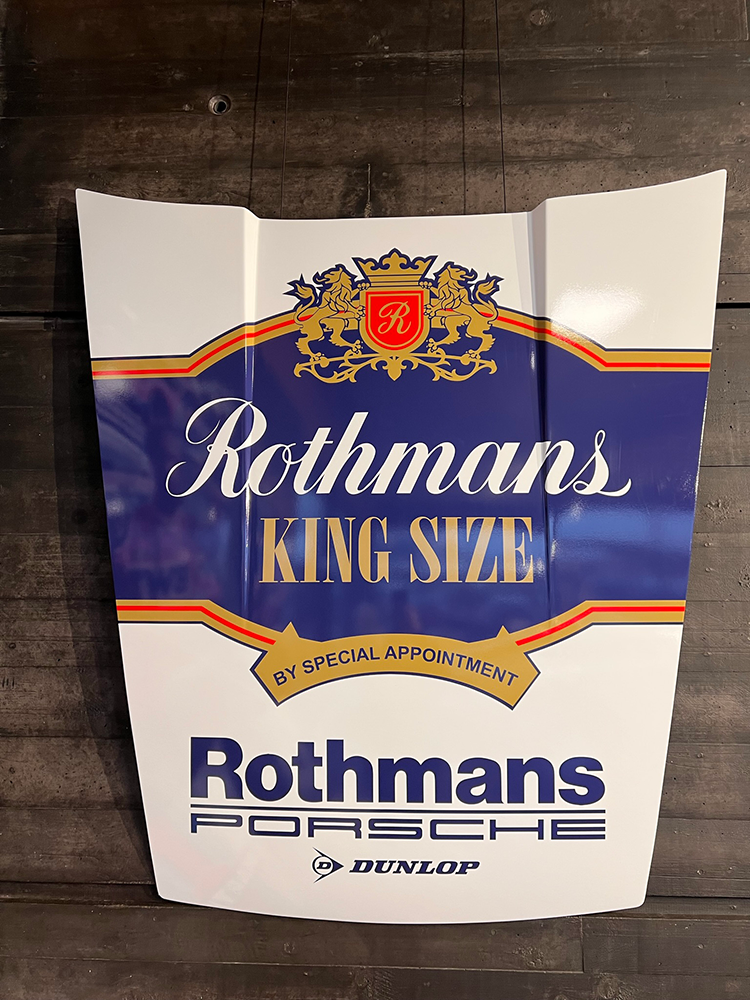 R
Rothmans
KING SIZE
BY SPECIAL APPOINTMENT
Rothmans
PORSCHE
D DUNLOP